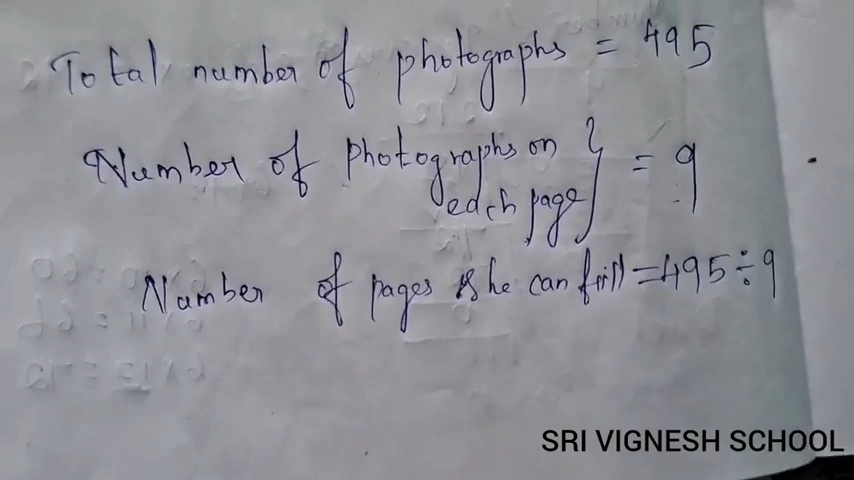 Total number of photographs = 495
Number of photographs on } = 9
each page
Number of pages she can fill = 495 ÷ 9
SRI VIGNESH SCHOOL